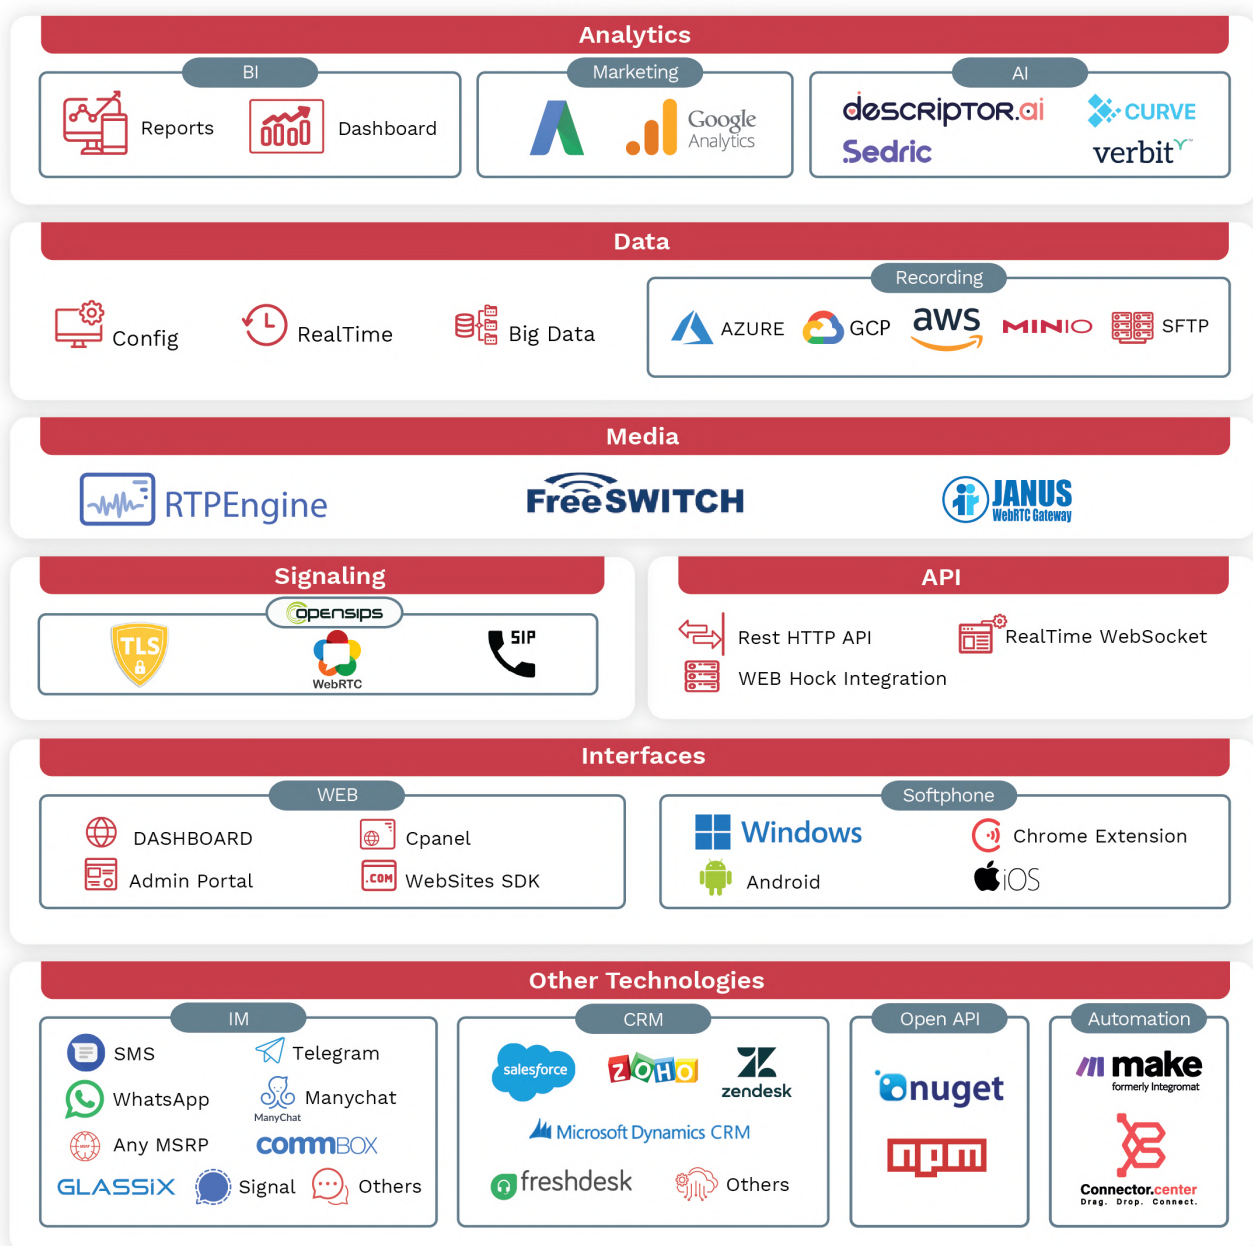 Analytics
BI
Marketing
AI
Reports
Dashboard
Google
Analytics
descriptor.ai
CURVE
Sedric
verbit
Data
Recording
Config
RealTime
Big Data
AZURE
GCP
aws
MINIO
SFTP
Media
RTPEngine
FreeSWITCH
JANUS
WebRTC Gateway
Signaling
opensips
TLS
WebRTC
SIP
API
Rest HTTP API
RealTime WebSocket
WEB Hock Integration
Interfaces
WEB
DASHBOARD
Cpanel
Admin Portal
.COM
WebSites SDK
Softphone
Windows
Chrome Extension
Android
iOS
Other Technologies
IM
SMS
Telegram
WhatsApp
ManyChat
Manychat
Any MSRP
commBOX
GLASSiX
Signal
Others
CRM
salesforce
ZOHO
zendesk
Microsoft Dynamics CRM
freshdesk
Others
Open API
nuget
npm
Automation
make
formerly Integromat
Connector.center
Drag. Drop. Connect.